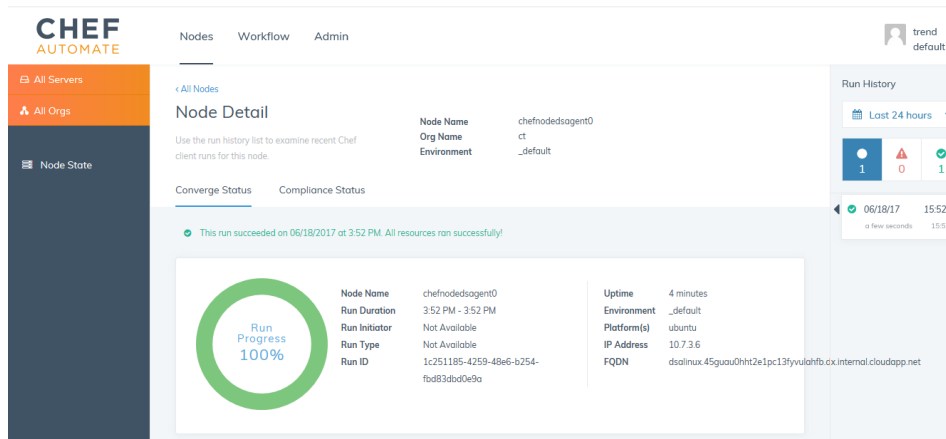 CHEF
AUTOMATE
Nodes Workflow Admin
trend
default
All Servers
All Orgs
Node State
‹ All Nodes
Node Detail
Use the run history list to examine recent Chef
client runs for this node.
Node Name chefnodedsagent0
Org Name ct
Environment _default
Converge Status Compliance Status
This run succeeded on 06/18/2017 at 3:52 PM. All resources ran successfully!
Run
Progress
100%
Node Name chefnodedsagent0
Run Duration 3:52 PM - 3:52 PM
Run Initiator Not Available
Run Type Not Available
Run ID 1c251185-4259-48e6-b254-
fbd83dbd0e9a
Uptime 4 minutes
Environment _default
Platform(s) ubuntu
IP Address 10.7.3.6
FQDN dsalinux.45guau0hht2e1pc13fyvulahfb.dx.internal.cloudapp.net
Run History
Last 24 hours
1 0 1
06/18/17 15:52
a few seconds 15:5